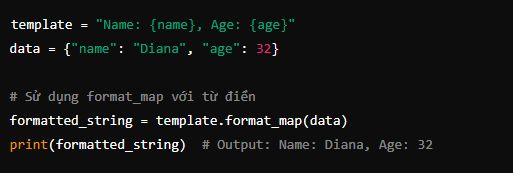 template = "Name: {name}, Age: {age}"
data = {"name": "Diana", "age": 32}
# Sử dụng format_map với từ điển
formatted_string = template.format_map(data)
print(formatted_string)  # Output: Name: Diana, Age: 32